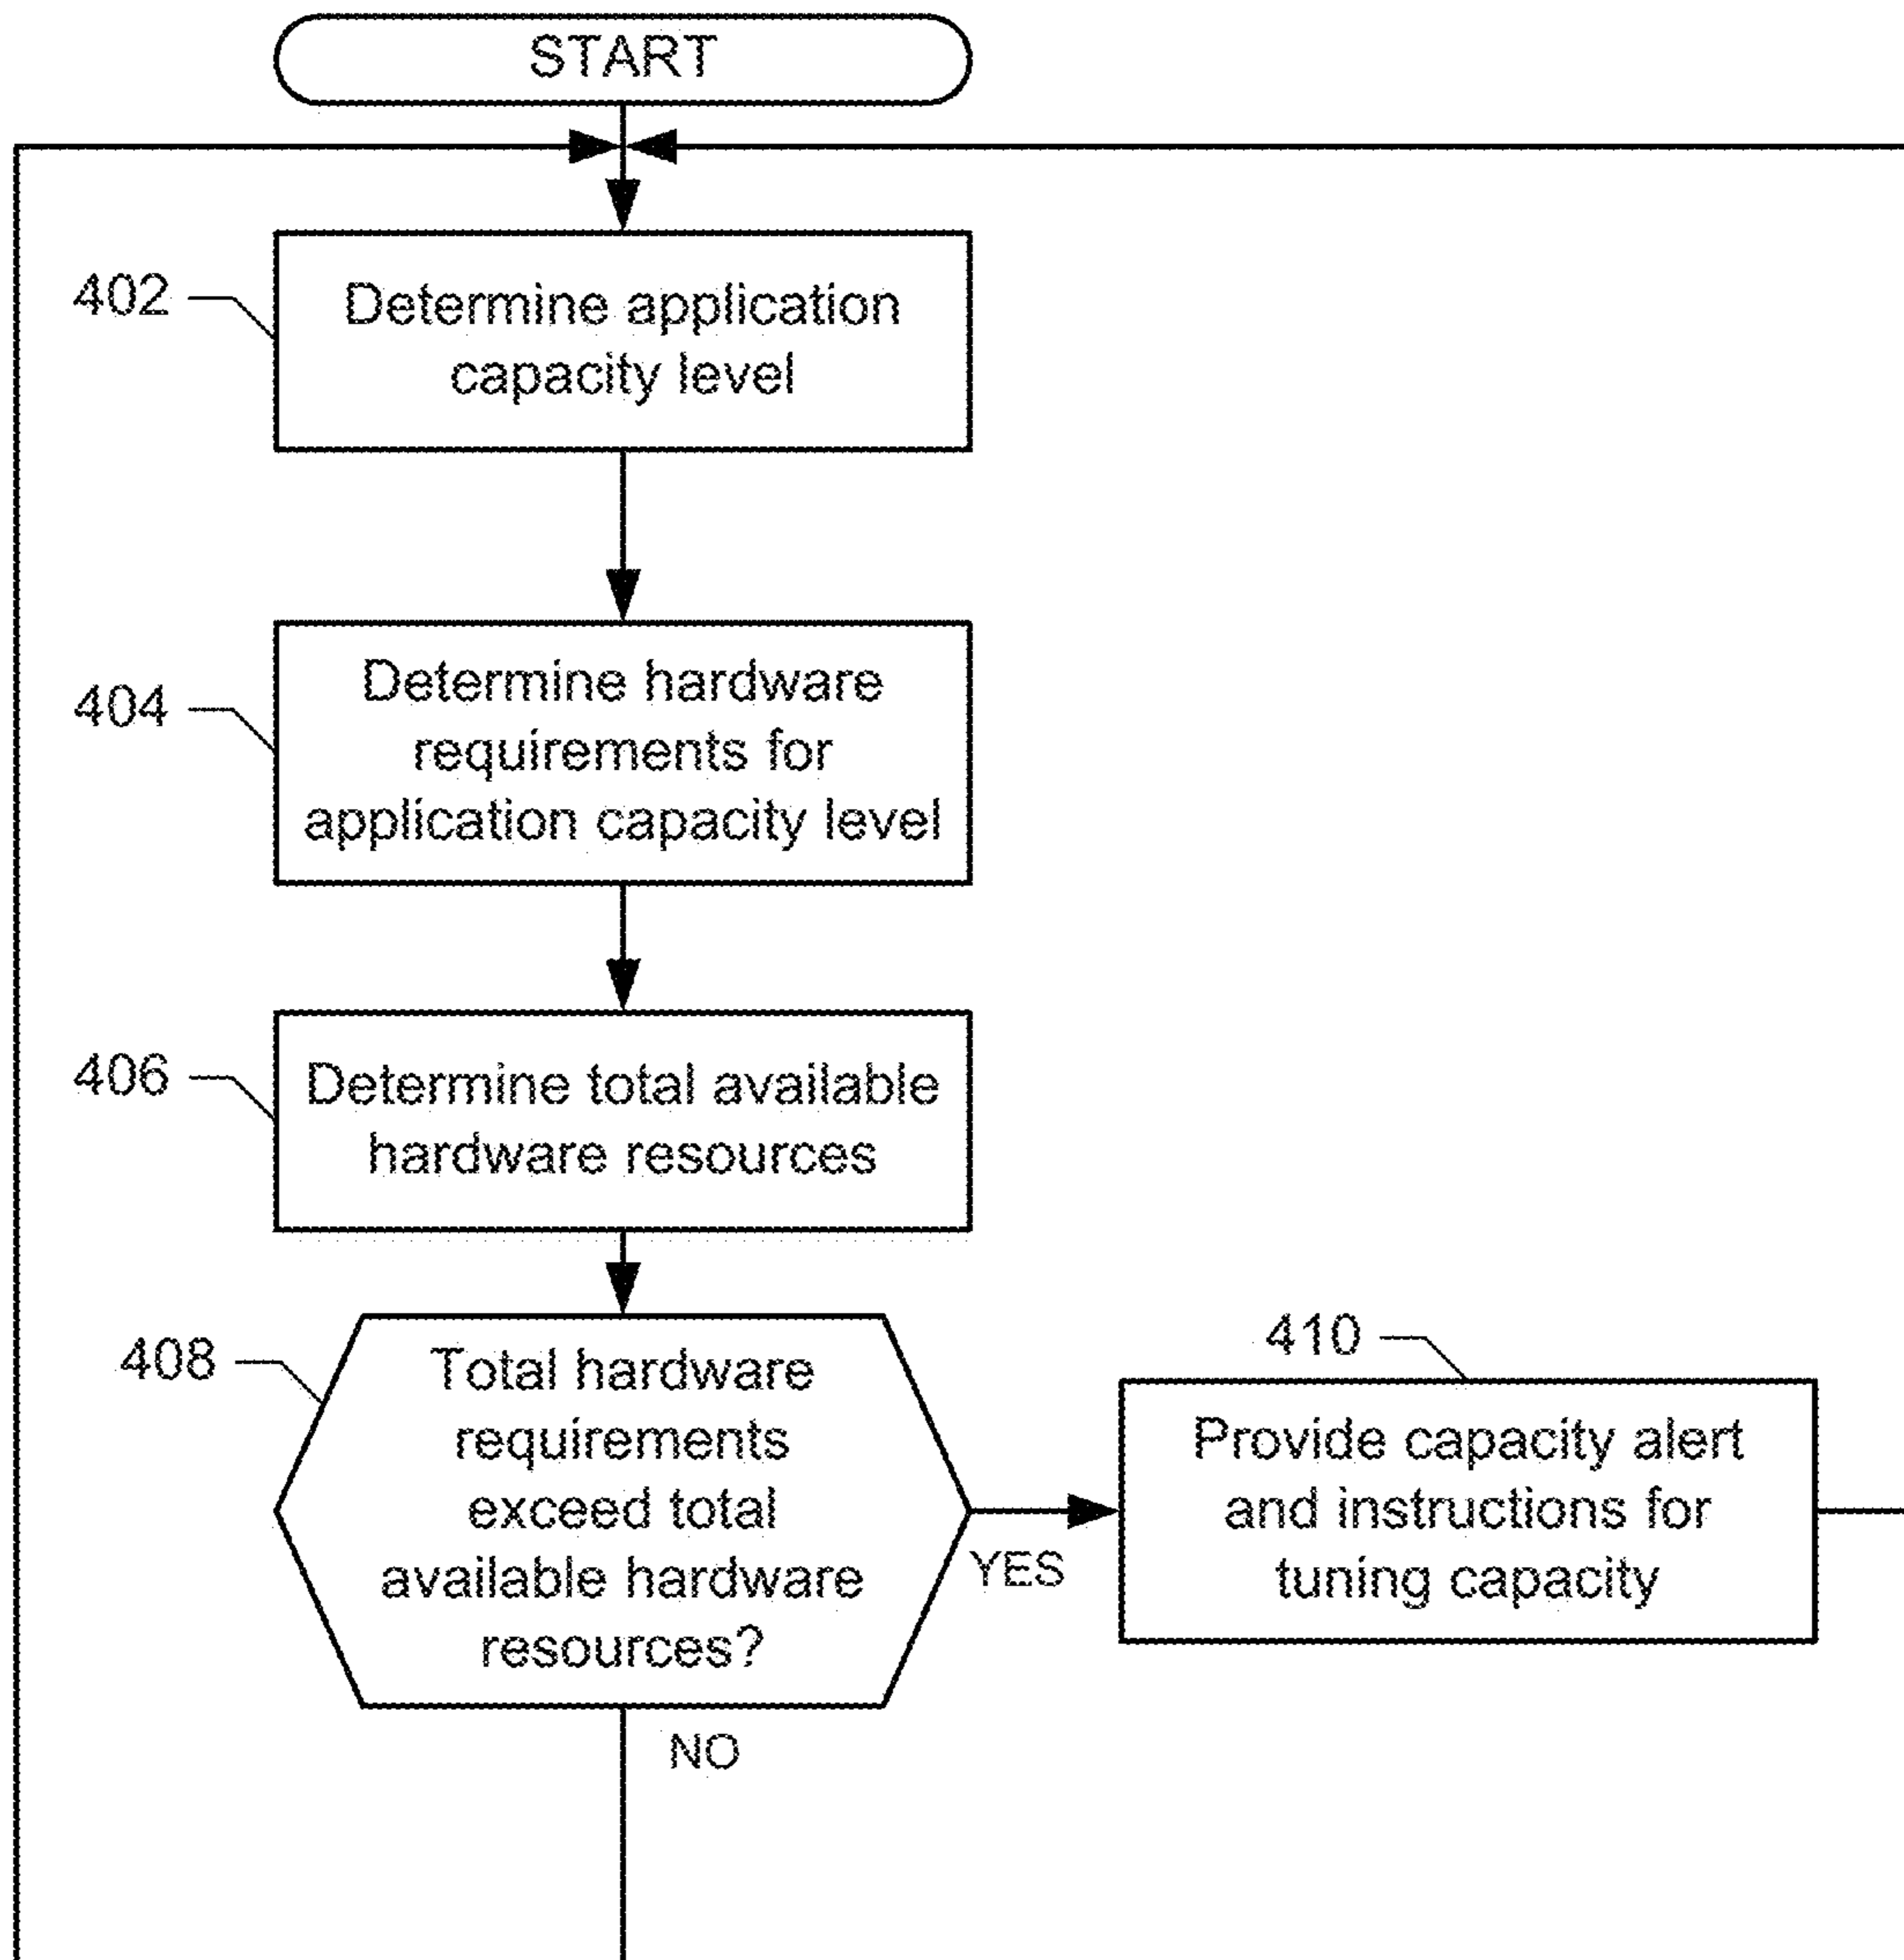 START
402
Determine application
capacity level
404
Determine hardware
requirements for
application capacity level
406
Determine total available
hardware resources
408
Total hardware
requirements
exceed total
available hardware
resources?
YES
NO
410
Provide capacity alert
and instructions for
tuning capacity